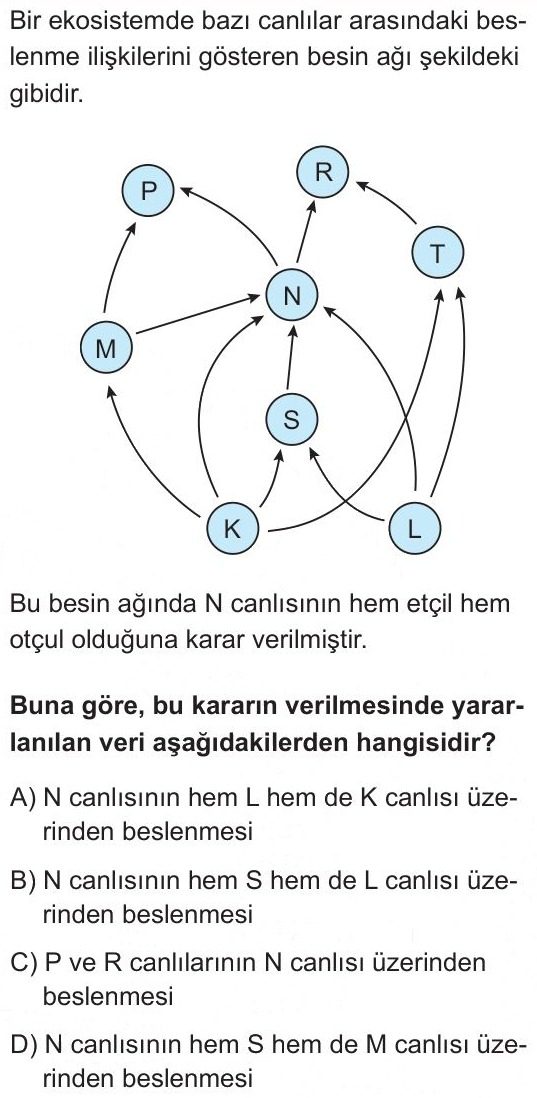 Bir ekosistemde bazı canlılar arasındaki bes-
lenme ilişkilerini gösteren besin ağı şekildeki
gibidir.
P
R
T
N
M
S
K
L
Bu besin ağında N canlısının hem etçil hem
otçul olduğuna karar verilmiştir.
Buna göre, bu kararın verilmesinde yarar-
lanılan veri aşağıdakilerden hangisidir?
A) N canlısının hem L hem de K canlısı üze-
rinden beslenmesi
B) N canlısının hem S hem de L canlısı üze-
rinden beslenmesi
C) P ve R canlılarının N canlısı üzerinden
beslenmesi
D) N canlısının hem S hem de M canlısı üze-
rinden beslenmesi